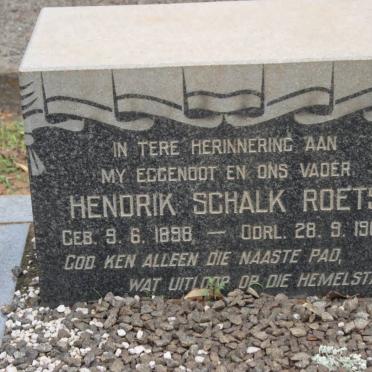 IN TERE HERINNERING AAN
MY EGGENOOT EN ONS VADER
HENDRIK SCHALK ROETS
GEB. 9. 6. 1898, — OORL. 28. 9.
GOD KEN ALLEEN DIE NAASTE PAD,
WAT UITLOOP OP DIE